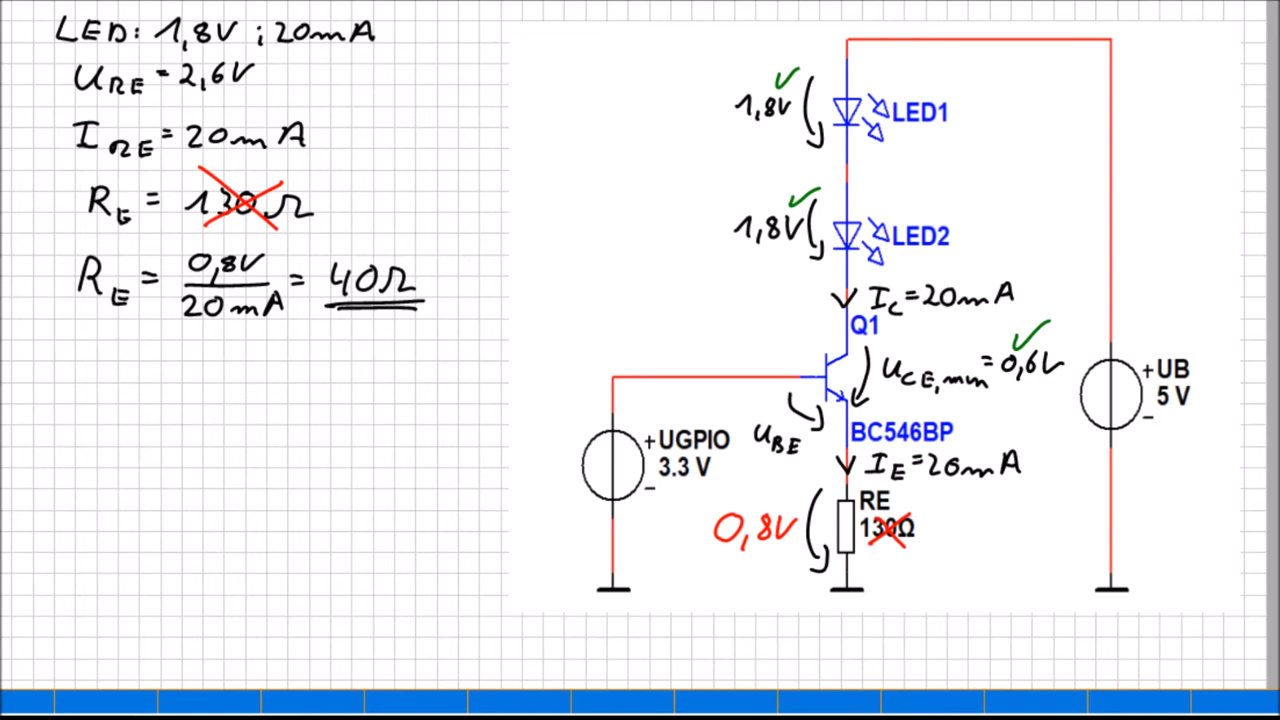 LED: 1,8V ; 20mA
URE = 2,6V
IRE = 20mA
RE = 130Ω
RE = 0,8V / 20mA = 40Ω
1,8V
LED1
1,8V
LED2
IC = 20mA
Q1
UCE,min = 0,6V
+ UB
5 V
−
UBE
BC546BP
+ UGPIO
3.3 V
−
IE = 20mA
RE
130Ω
0,8V